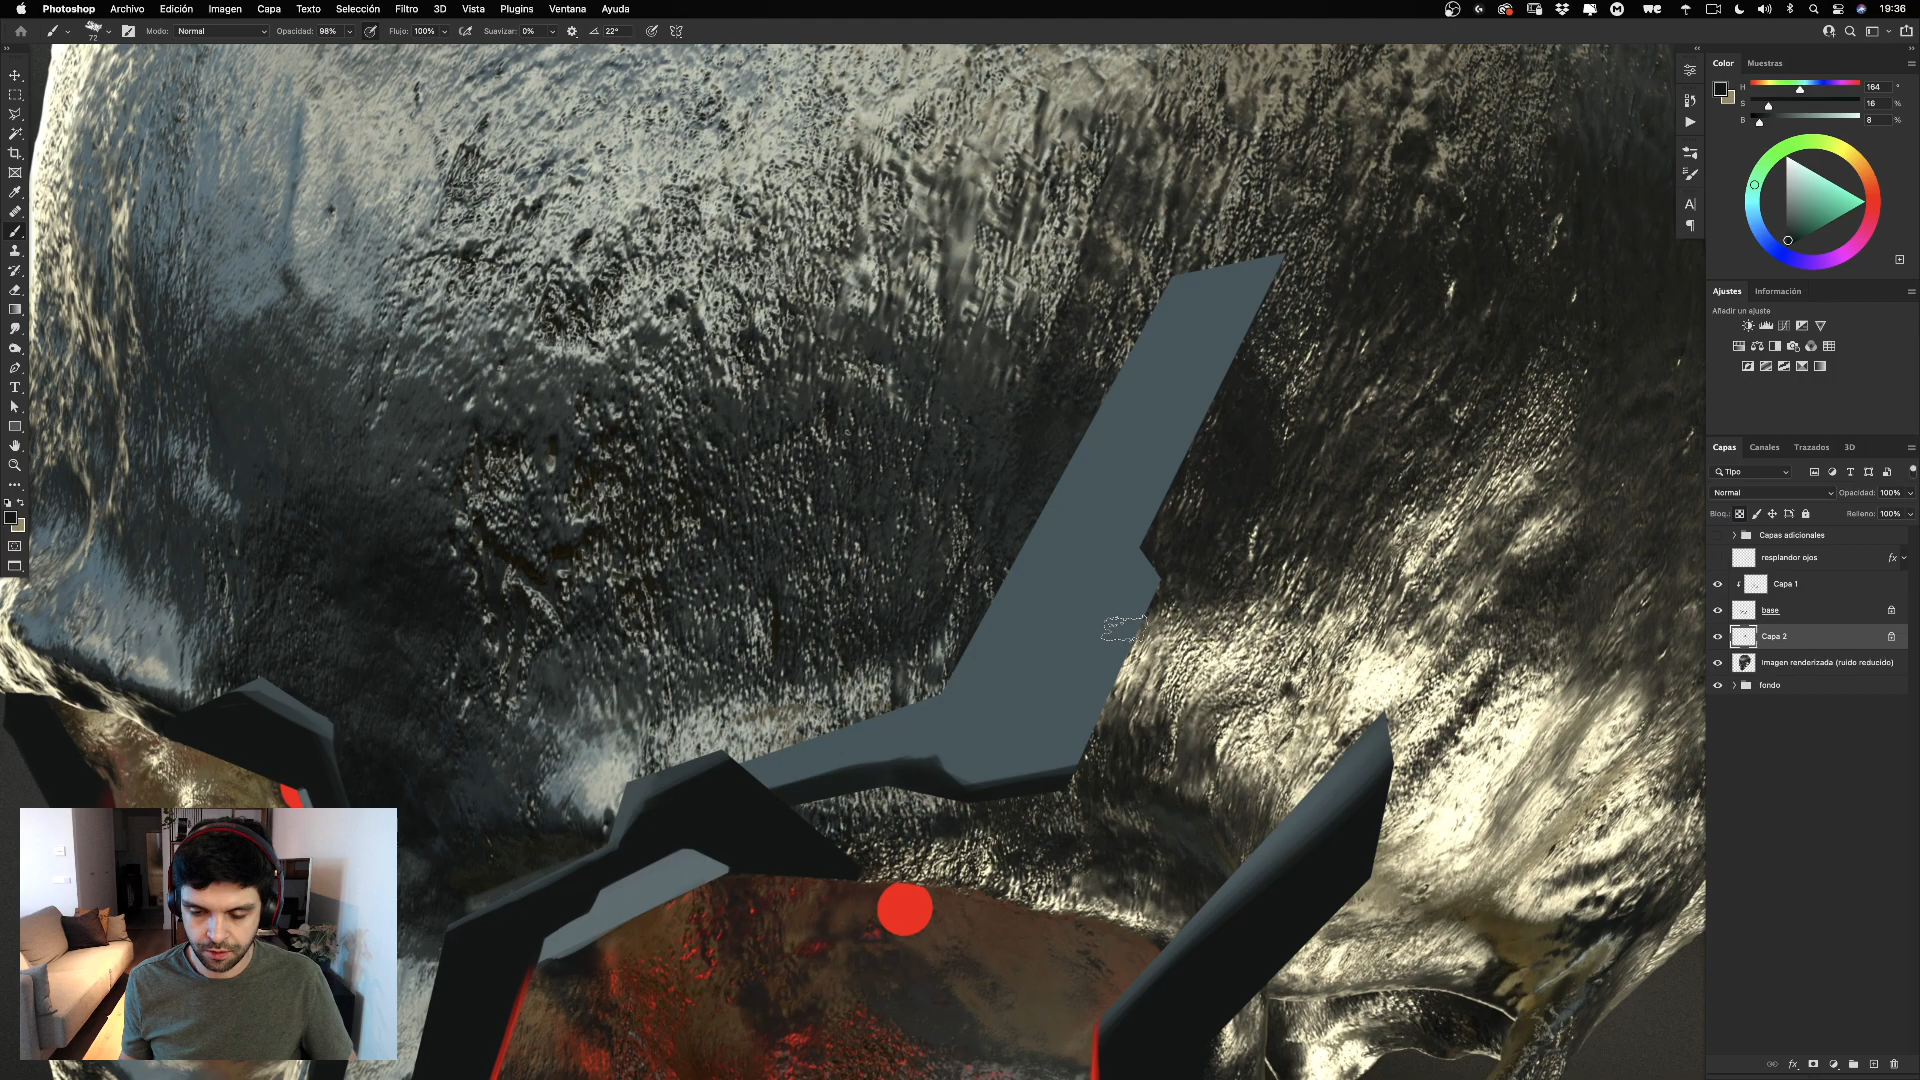 Photoshop Archivo Edición Imagen Capa Texto Selección Filtro 3D Vista Plugins Ventana Ayuda 19:36
72 Modo: Normal Opacidad: 98% Flujo: 100% Suavizar: 0% 22°
Color Muestras
H 164 °
S 16 %
B 8 %
Ajustes Información
Añadir un ajuste
Capas Canales Trazados 3D
Tipo
Normal Opacidad: 100%
Bloq.: Relleno: 100%
Capas adicionales
resplandor ojos fx
Capa 1
base
Capa 2
Imagen renderizada (ruido reducido)
fondo
fx